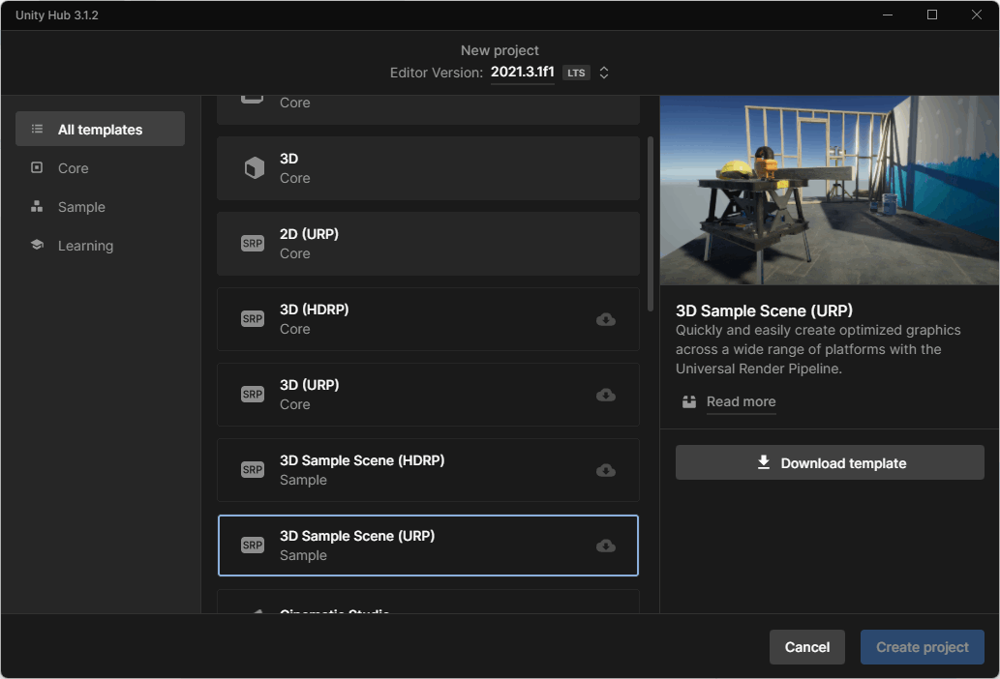 Unity Hub 3.1.2
New project
Editor Version: 2021.3.1f1 LTS
All templates
Core
Sample
Learning
Core
3D
Core
SRP
2D (URP)
Core
SRP
3D (HDRP)
Core
SRP
3D (URP)
Core
SRP
3D Sample Scene (HDRP)
Sample
SRP
3D Sample Scene (URP)
Sample
Cinematic Studio
3D Sample Scene (URP)
Quickly and easily create optimized graphics
across a wide range of platforms with the
Universal Render Pipeline.
Read more
Download template
Cancel
Create project